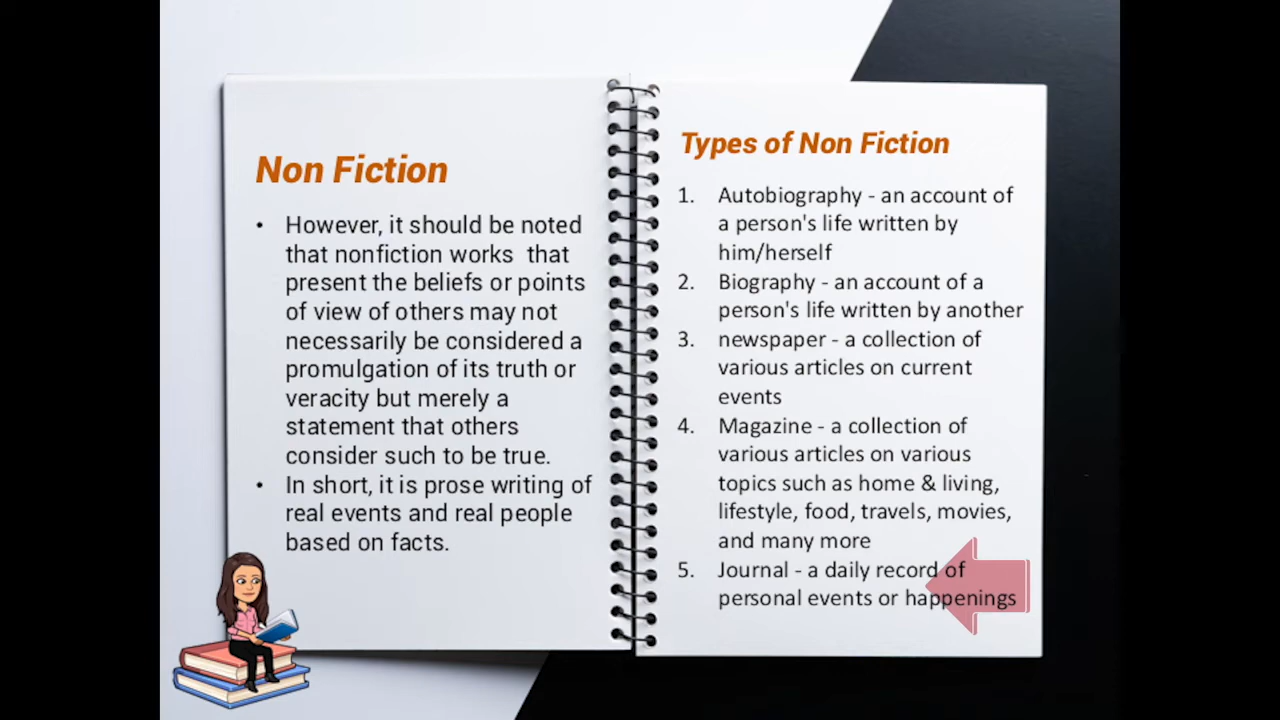 Non Fiction
• However, it should be noted
that nonfiction works that
present the beliefs or points
of view of others may not
necessarily be considered a
promulgation of its truth or
veracity but merely a
statement that others
consider such to be true.
• In short, it is prose writing of
real events and real people
based on facts.
Types of Non Fiction
1. Autobiography - an account of
a person's life written by
him/herself
2. Biography - an account of a
person's life written by another
3. newspaper - a collection of
various articles on current
events
4. Magazine - a collection of
various articles on various
topics such as home & living,
lifestyle, food, travels, movies,
and many more
5. Journal - a daily record of
personal events or happenings